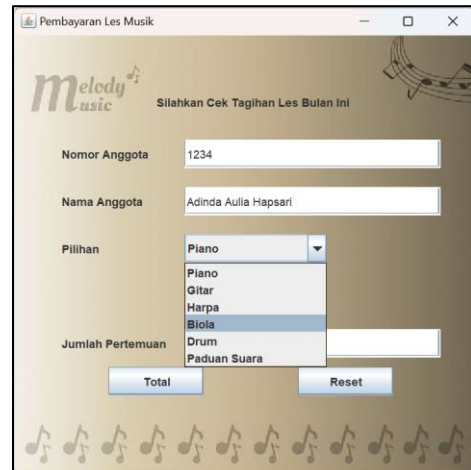 Pembayaran Les Musik
Melody
Music
Silahkan Cek Tagihan Les Bulan Ini
Nomor Anggota 1234
Nama Anggota Adinda Aulia Hapsari
Pilihan Piano
Piano
Gitar
Harpa
Biola
Drum
Paduan Suara
Jumlah Pertemuan
Total Reset